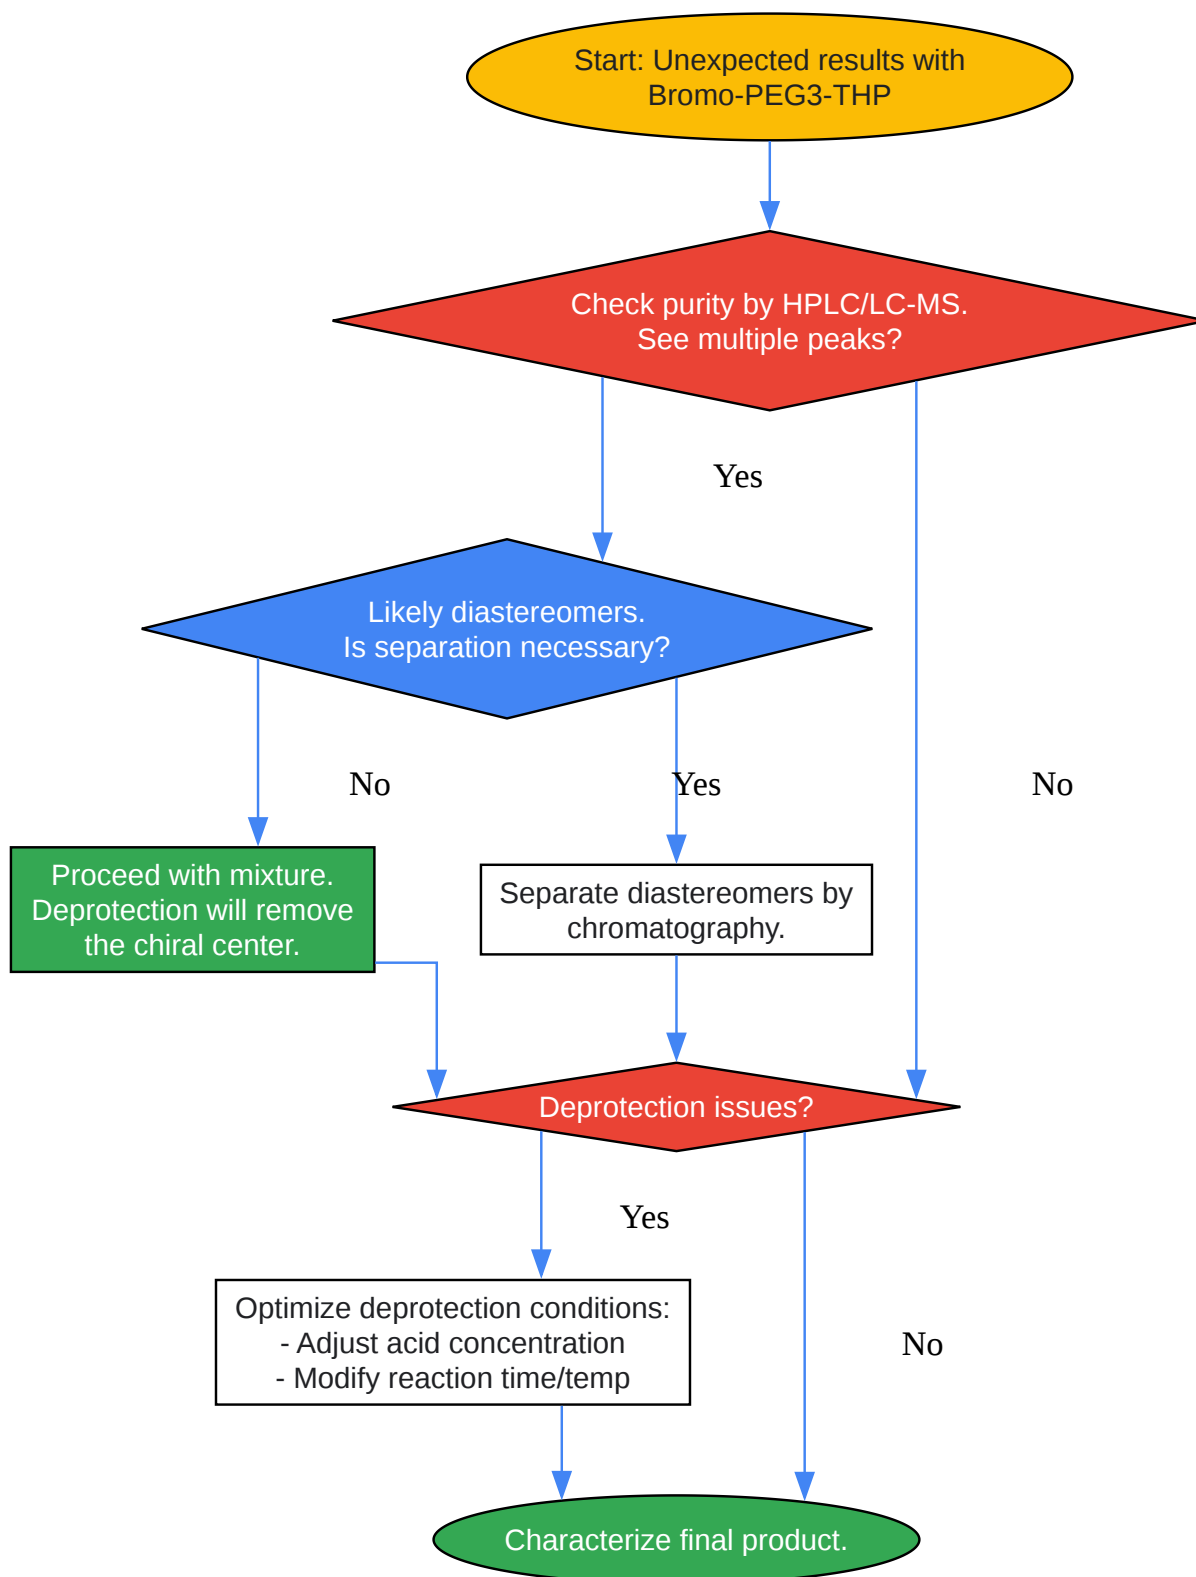 Start: Unexpected results with
Bromo-PEG3-THP
Check purity by HPLC/LC-MS.
See multiple peaks?
Yes
Likely diastereomers.
Is separation necessary?
No
Yes
No
Proceed with mixture.
Deprotection will remove
the chiral center.
Separate diastereomers by
chromatography.
Deprotection issues?
Yes
Optimize deprotection conditions:
- Adjust acid concentration
- Modify reaction time/temp
No
Characterize final product.